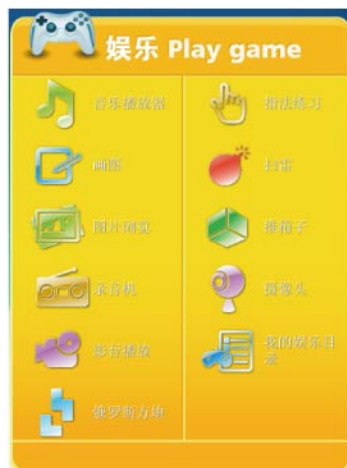 娱乐 Play game
音乐播放器
画图
图片浏览
录音机
影音播放
俄罗斯方块
指法练习
扫雷
推箱子
摄像头
我的娱乐目
录